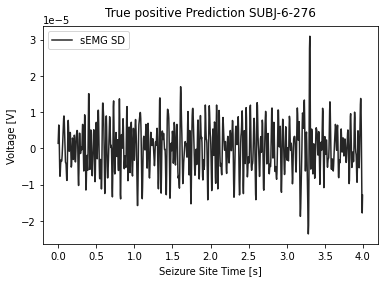 True positive Prediction SUBJ-6-276
1e−5
sEMG SD
3
2
1
0
−1
−2
Voltage [V]
0.0 0.5 1.0 1.5 2.0 2.5 3.0 3.5 4.0
Seizure Site Time [s]